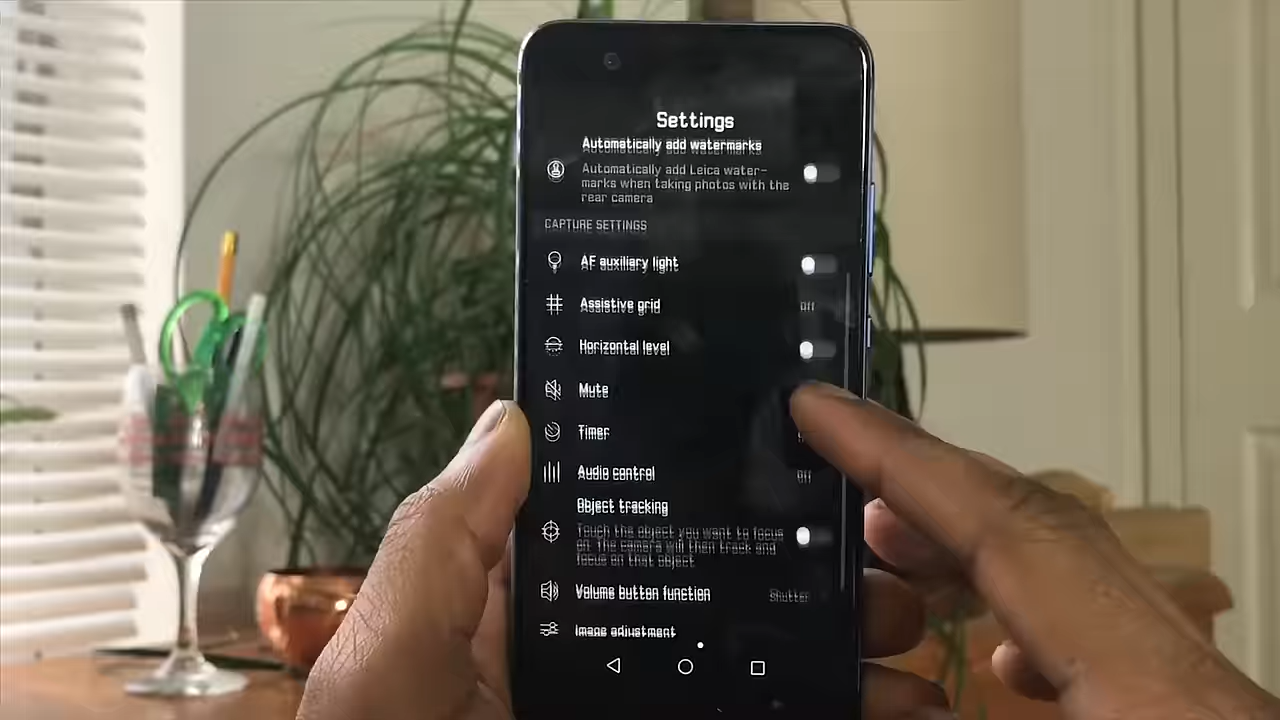 Settings
Automatically add watermarks
Automatically add Leica water-
marks when taking photos with the
rear camera
CAPTURE SETTINGS
AF auxiliary light
Assistive grid
Off
Horizontal level
Mute
Timer
Audio control
Off
Object tracking
Touch the object you want to focus
on. The camera will then track and
focus on that object
Volume button function
Shutter
Image adjustment